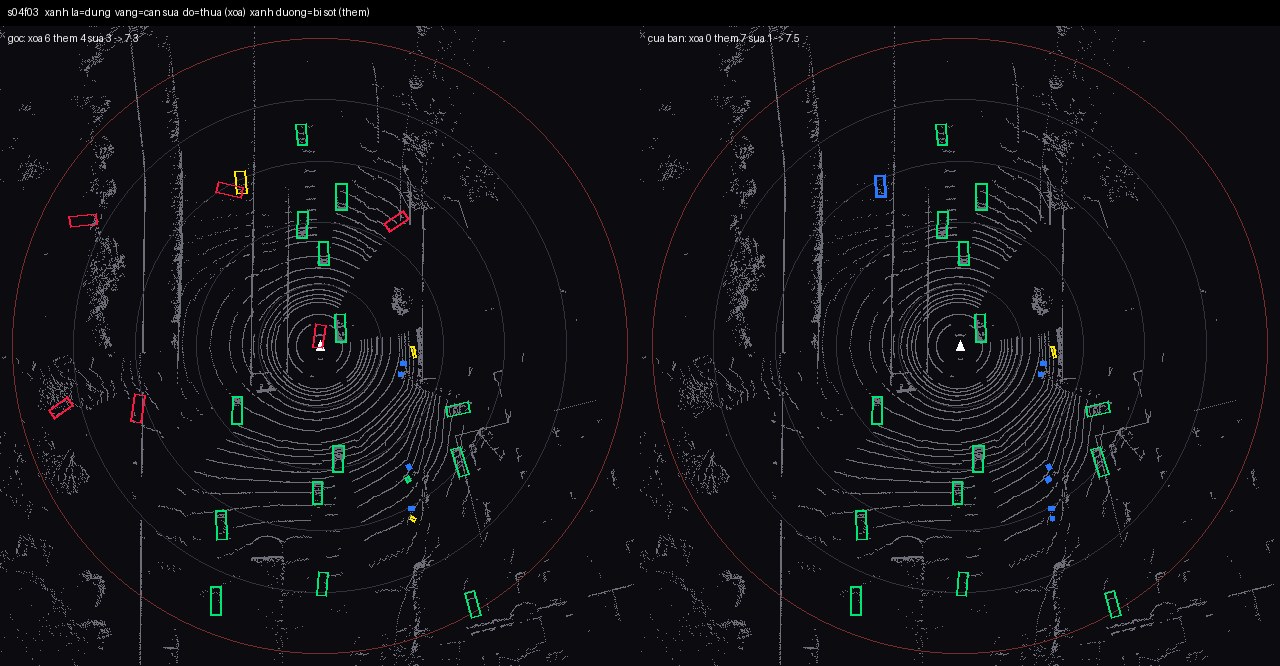 s04f03 xanh la=dung vang=can sua do=thua (xoa) xanh duong=bi sot (them)
goc: xoa 6 them 4 sua 3 -> 7.3
cua ban: xoa 0 them 7 sua 1 -> 7.5